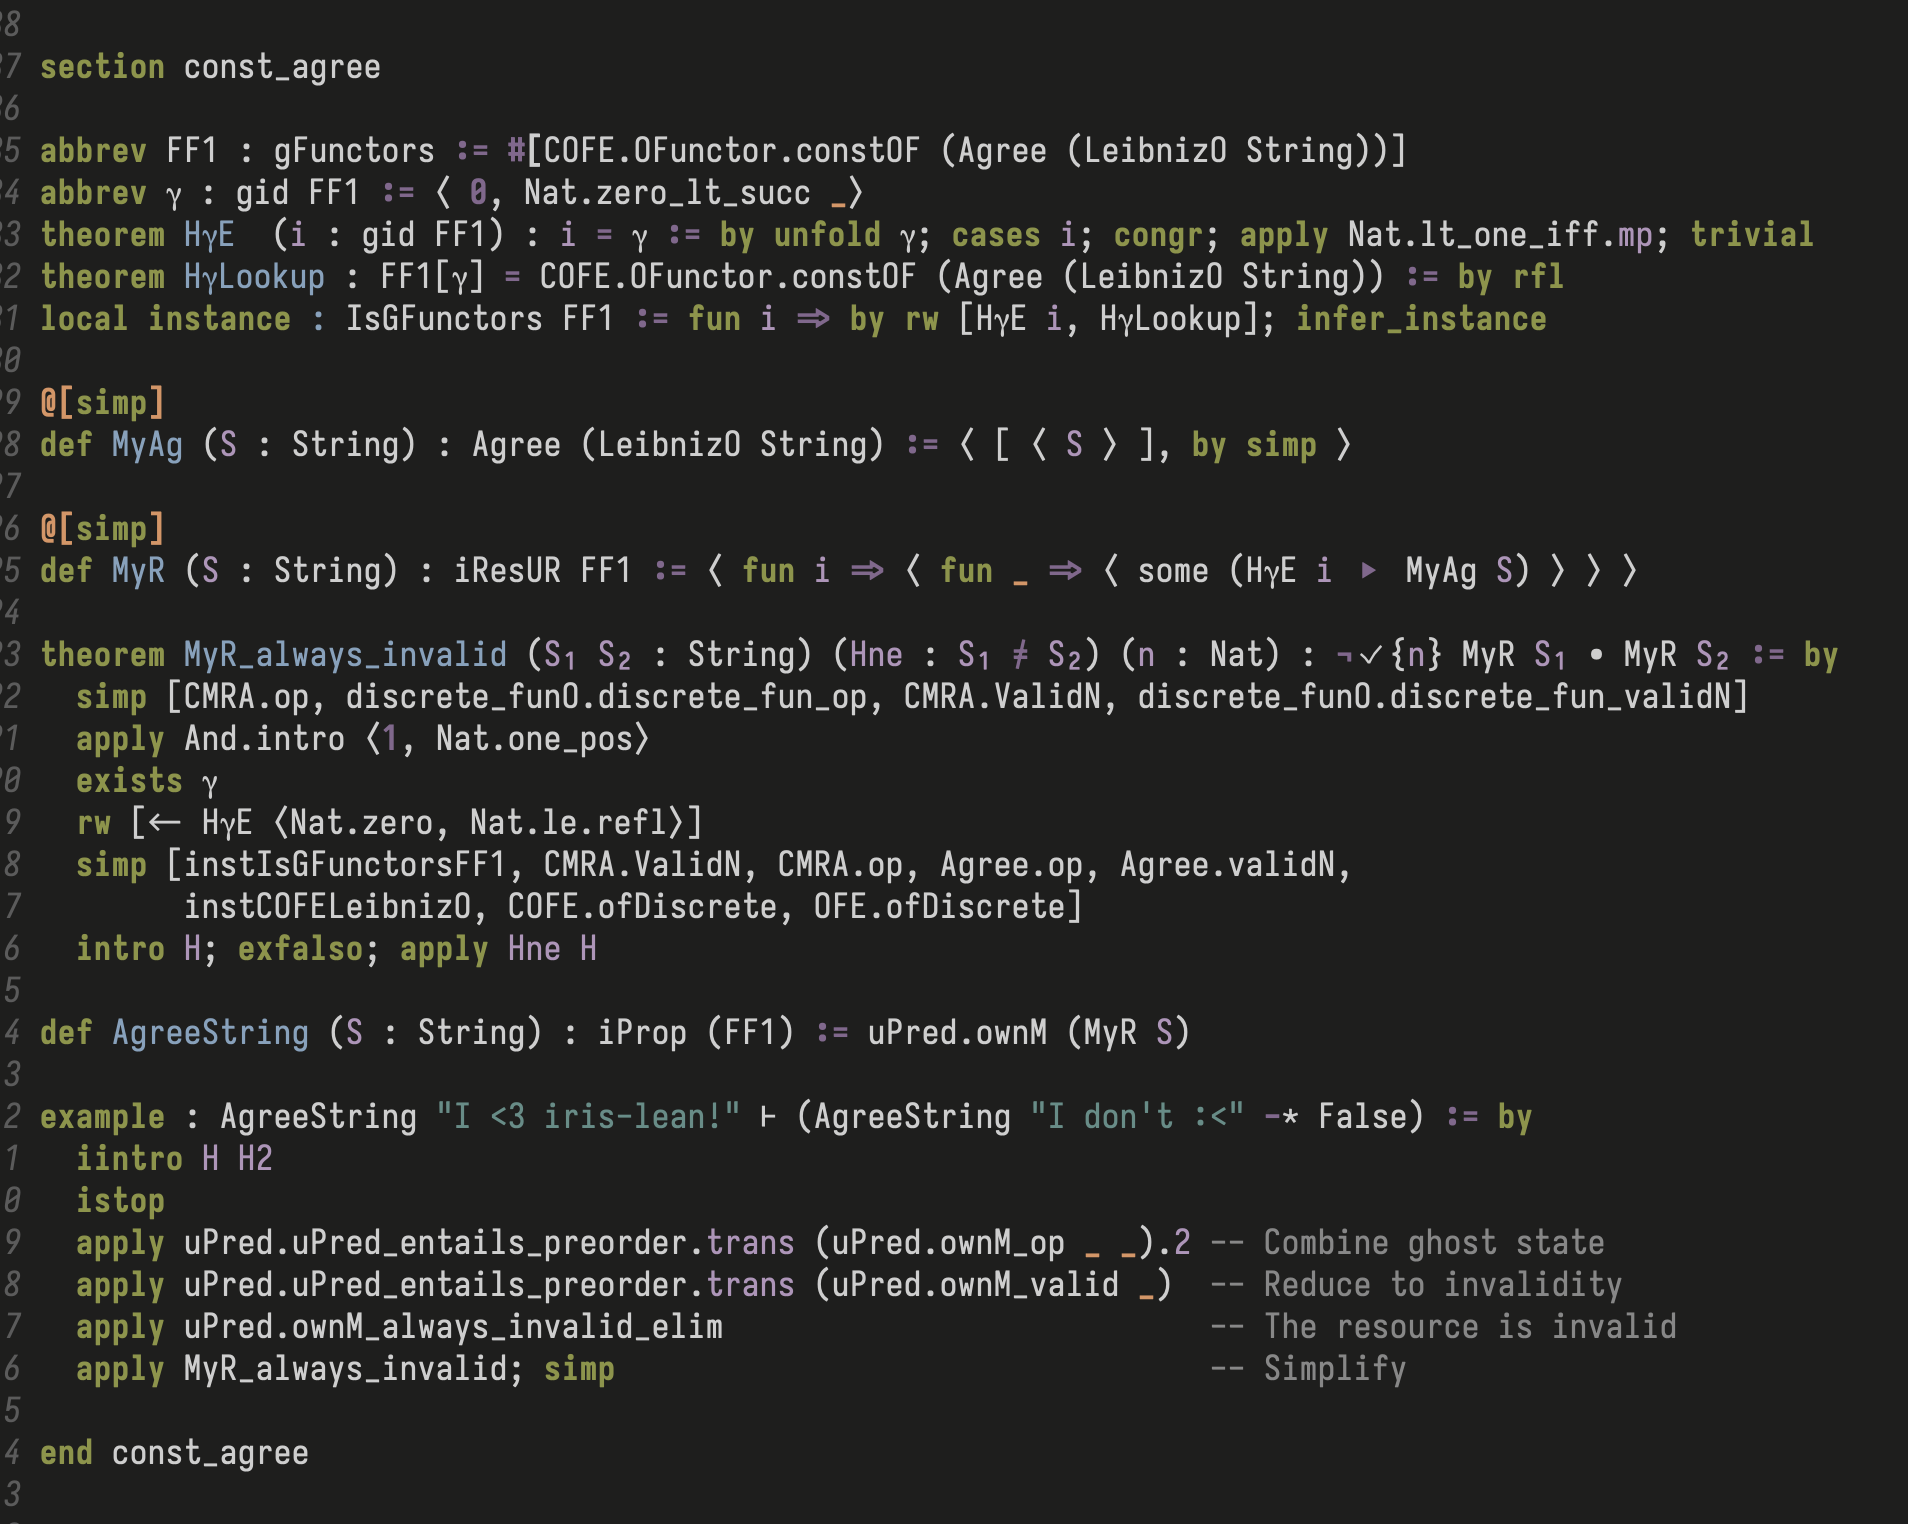 8
7 section const_agree
6
5 abbrev FF1 : gFunctors := #[COFE.OFunctor.constOF (Agree (LeibnizO String))]
4 abbrev γ : gid FF1 := ⟨ 0, Nat.zero_lt_succ _⟩
3 theorem HγE  (i : gid FF1) : i = γ := by unfold γ; cases i; congr; apply Nat.lt_one_iff.mp; trivial
2 theorem HγLookup : FF1[γ] = COFE.OFunctor.constOF (Agree (LeibnizO String)) := by rfl
1 local instance : IsGFunctors FF1 := fun i => by rw [HγE i, HγLookup]; infer_instance
0
9 @[simp]
8 def MyAg (S : String) : Agree (LeibnizO String) := ⟨ [ ⟨ S ⟩ ], by simp ⟩
7
6 @[simp]
5 def MyR (S : String) : iResUR FF1 := ⟨ fun i => ⟨ fun _ => ⟨ some (HγE i ▸ MyAg S) ⟩ ⟩ ⟩
4
3 theorem MyR_always_invalid (S₁ S₂ : String) (Hne : S₁ ≠ S₂) (n : Nat) : ¬✓{n} MyR S₁ • MyR S₂ := by
2   simp [CMRA.op, discrete_funO.discrete_fun_op, CMRA.ValidN, discrete_funO.discrete_fun_validN]
1   apply And.intro ⟨1, Nat.one_pos⟩
0   exists γ
9   rw [← HγE ⟨Nat.zero, Nat.le.refl⟩]
8   simp [instIsGFunctorsFF1, CMRA.ValidN, CMRA.op, Agree.op, Agree.validN,
7         instCOFELeibnizO, COFE.ofDiscrete, OFE.ofDiscrete]
6   intro H; exfalso; apply Hne H
5
4 def AgreeString (S : String) : iProp (FF1) := uPred.ownM (MyR S)
3
2 example : AgreeString "I <3 iris-lean!" ⊢ (AgreeString "I don't :<" -* False) := by
1   iintro H H2
0   istop
9   apply uPred.uPred_entails_preorder.trans (uPred.ownM_op _ _).2 -- Combine ghost state
8   apply uPred.uPred_entails_preorder.trans (uPred.ownM_valid _)  -- Reduce to invalidity
7   apply uPred.ownM_always_invalid_elim                           -- The resource is invalid
6   apply MyR_always_invalid; simp                                 -- Simplify
5
4 end const_agree
3